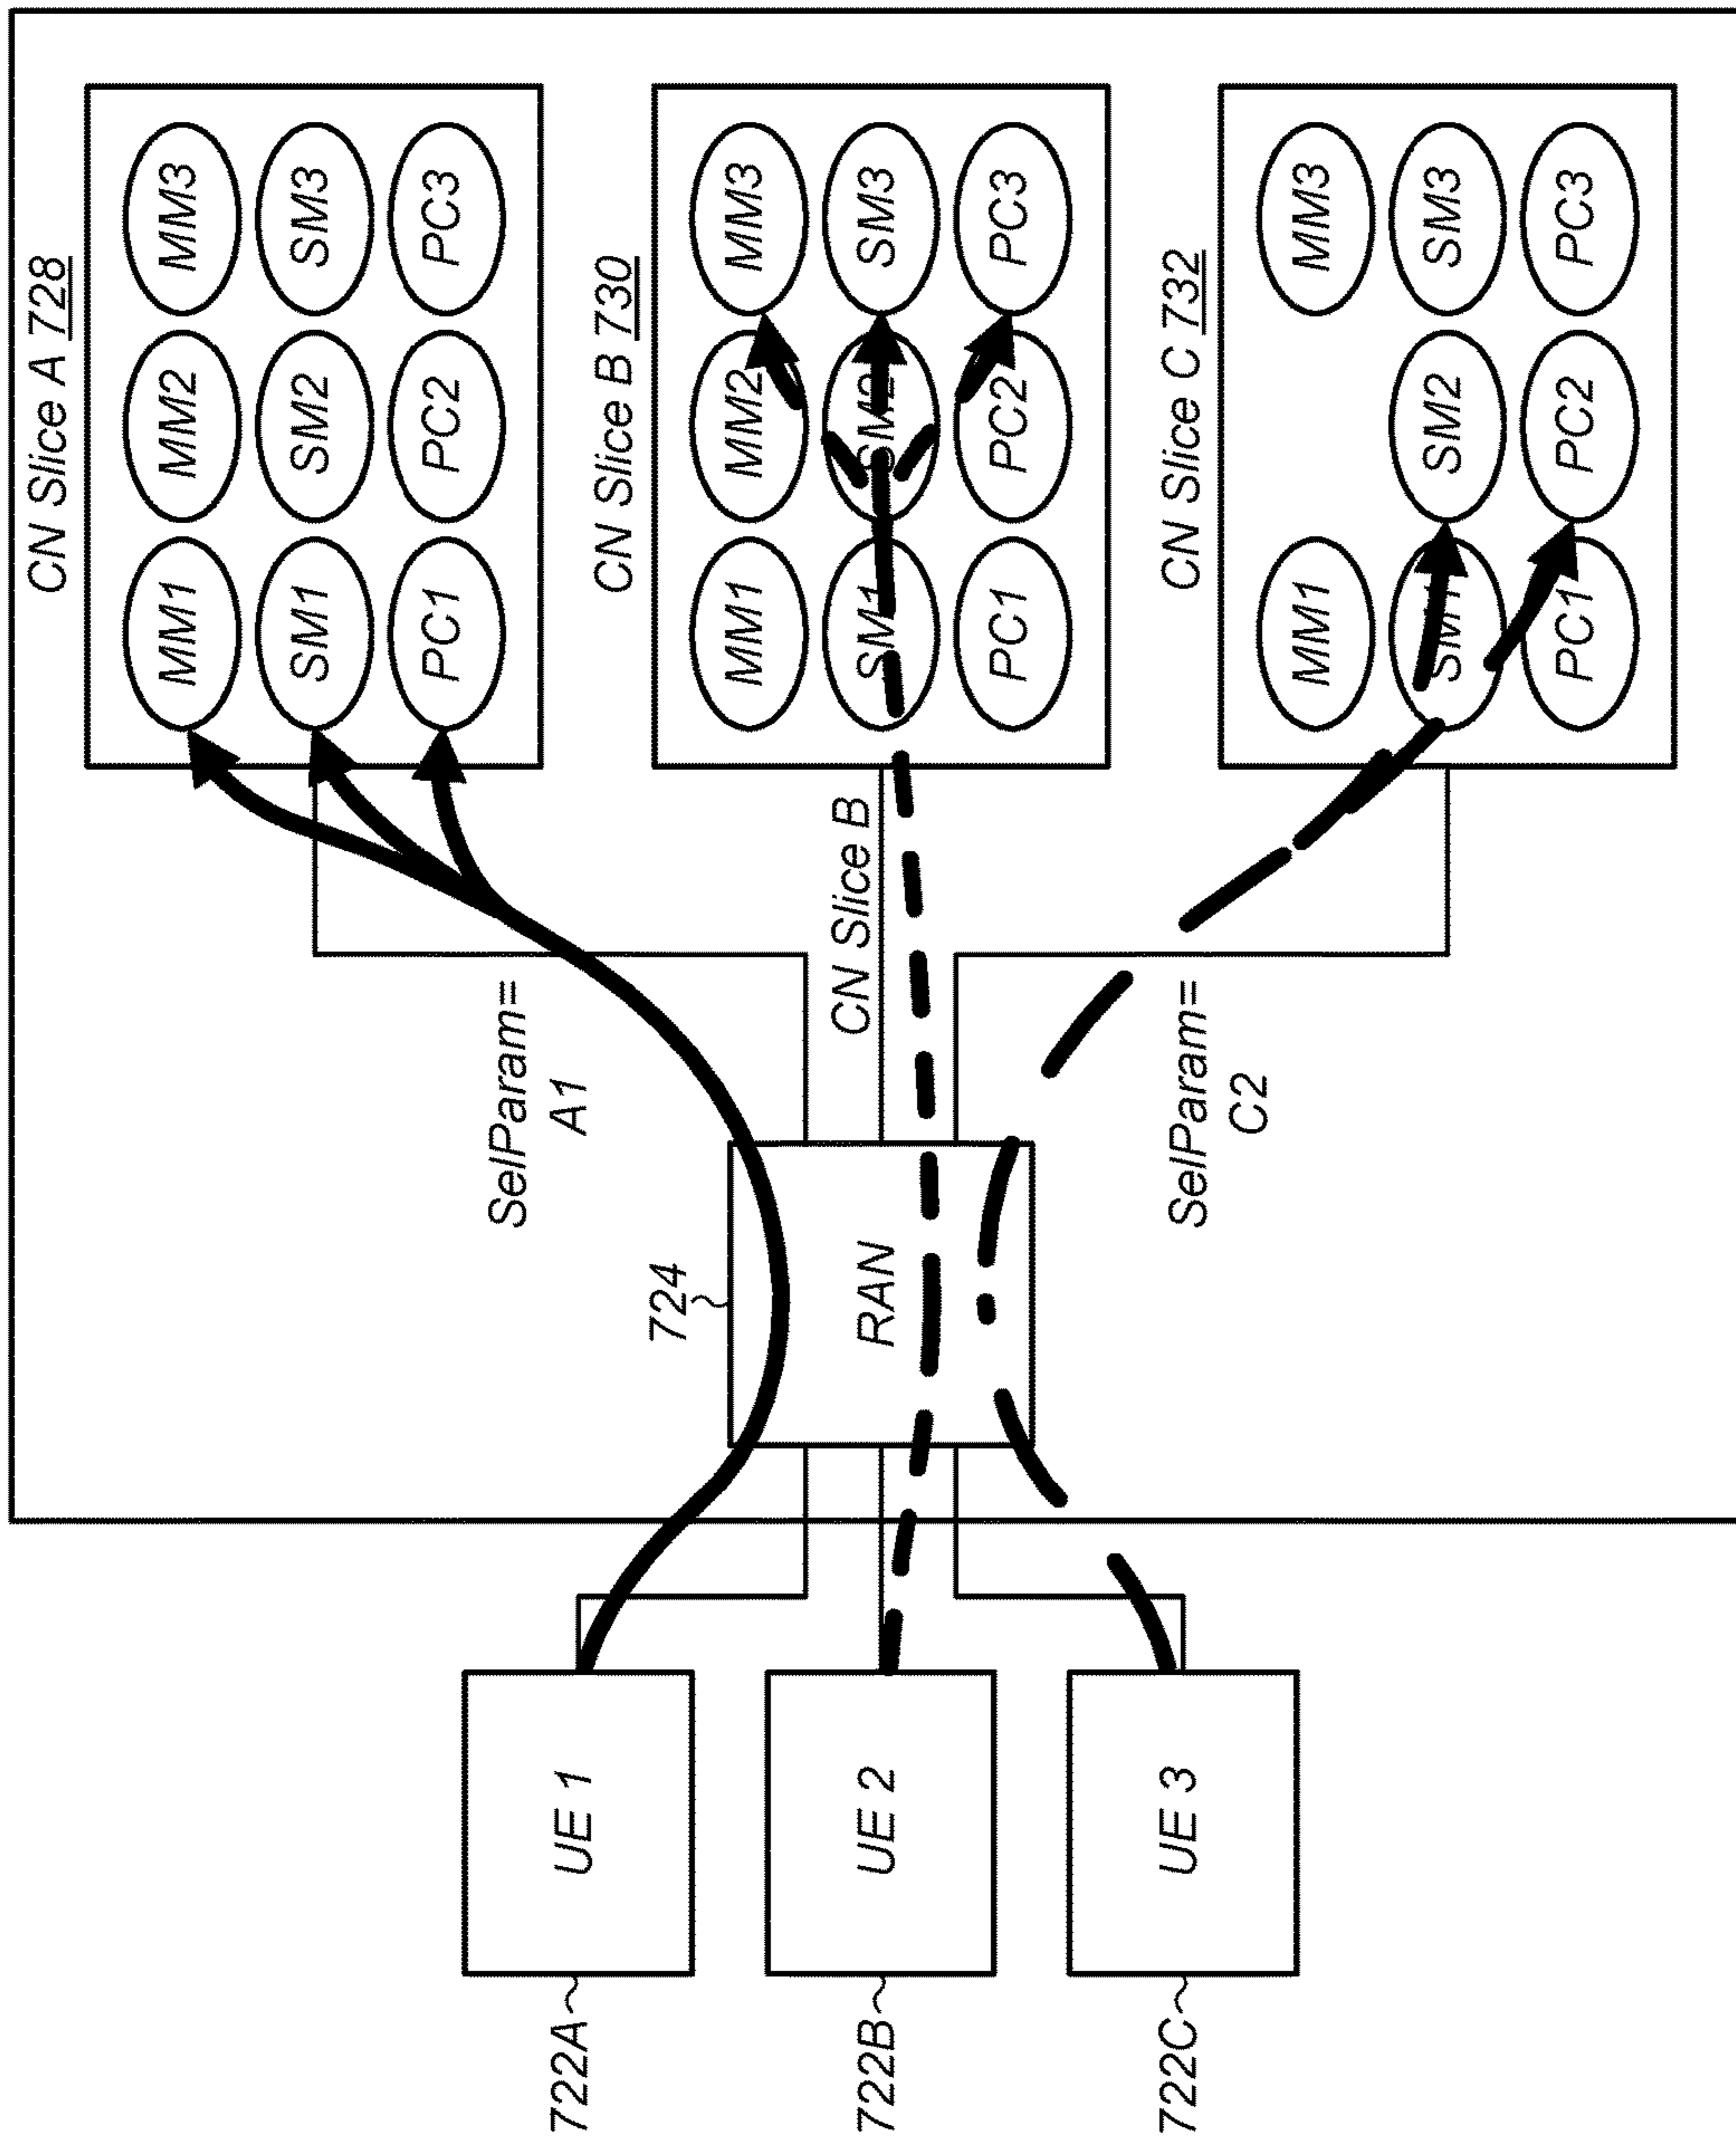 CN Slice A 728
MM1 MM2 MM3
SM1 SM2 SM3
PC1 PC2 PC3
SelParam=
A1
722A
UE 1
724
RAN
CN Slice B
CN Slice B 730
MM1 MM2 MM3
SM1 SM3
PC1 PC2 PC3
722B
UE 2
SelParam=
C2
722C
UE 3
CN Slice C 732
MM1 MM3
SM1 SM2 SM3
PC1 PC2 PC3